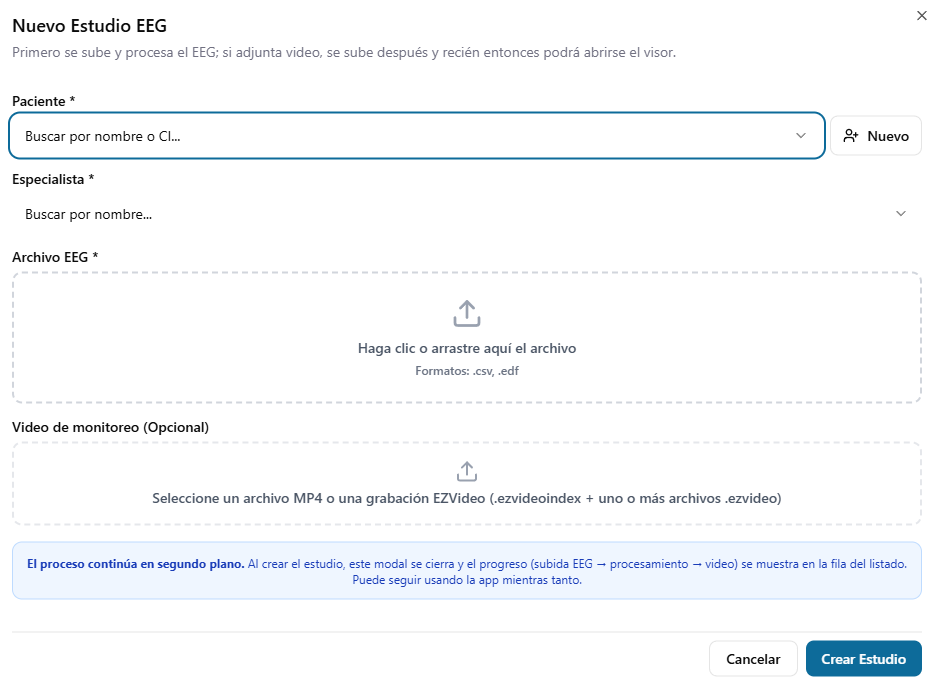 Nuevo Estudio EEG
Primero se sube y procesa el EEG; si adjunta video, se sube después y recién entonces podrá abrirse el visor.
Paciente *
Buscar por nombre o CI...
Nuevo
Especialista *
Buscar por nombre...
Archivo EEG *
Haga clic o arrastre aquí el archivo
Formatos: .csv, .edf
Video de monitoreo (Opcional)
Seleccione un archivo MP4 o una grabación EZVideo (.ezvideoindex + uno o más archivos .ezvideo)
El proceso continúa en segundo plano. Al crear el estudio, este modal se cierra y el progreso (subida EEG → procesamiento → video) se muestra en la fila del listado.
Puede seguir usando la app mientras tanto.
Cancelar
Crear Estudio